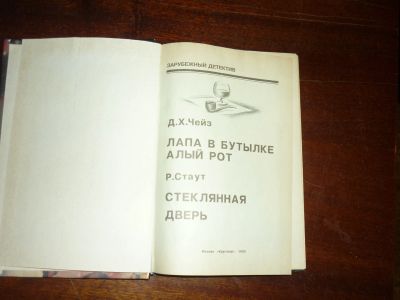 ЗАРУБЕЖНЫЙ ДЕТЕКТИВ
Д.Х.Чейз
ЛАПА В БУТЫЛКЕ
АЛЫЙ РОТ
Р.Стаут
СТЕКЛЯННАЯ
ДВЕРЬ